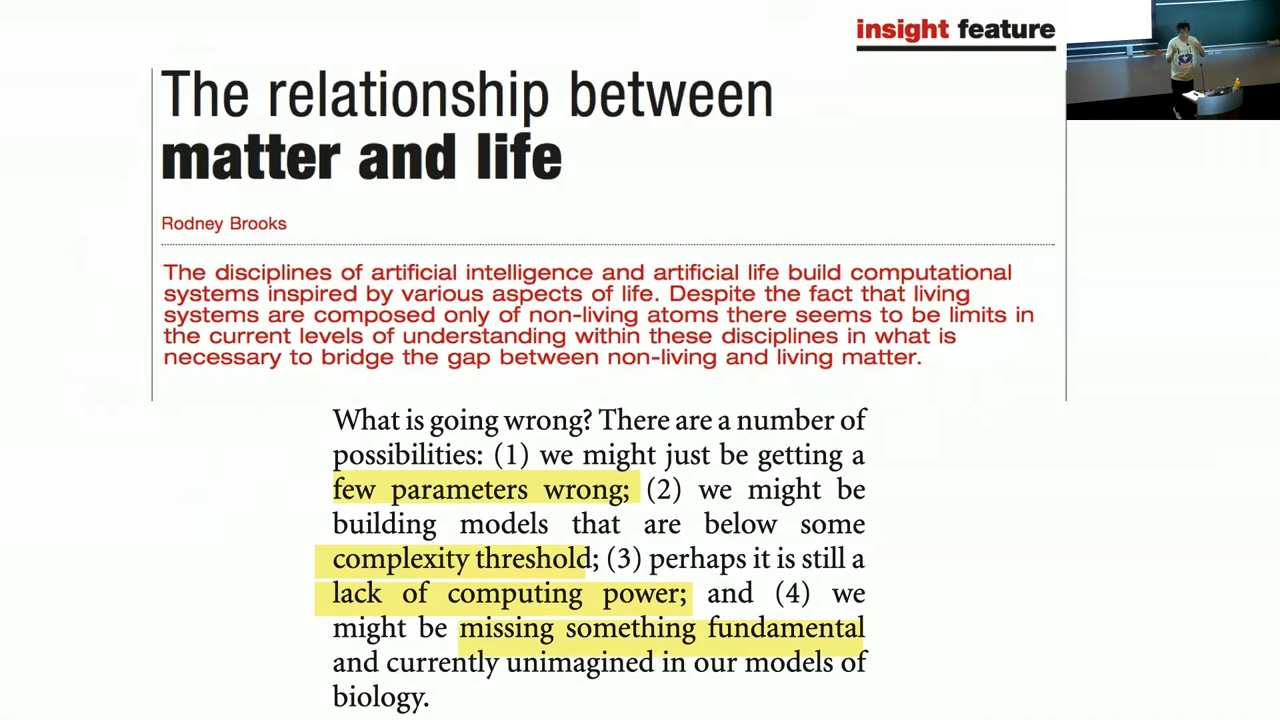 insight feature
The relationship between
matter and life
Rodney Brooks
The disciplines of artificial intelligence and artificial life build computational
systems inspired by various aspects of life. Despite the fact that living
systems are composed only of non-living atoms there seems to be limits in
the current levels of understanding within these disciplines in what is
necessary to bridge the gap between non-living and living matter.
What is going wrong? There are a number of
possibilities: (1) we might just be getting a
few parameters wrong; (2) we might be
building models that are below some
complexity threshold; (3) perhaps it is still a
lack of computing power; and (4) we
might be missing something fundamental
and currently unimagined in our models of
biology.